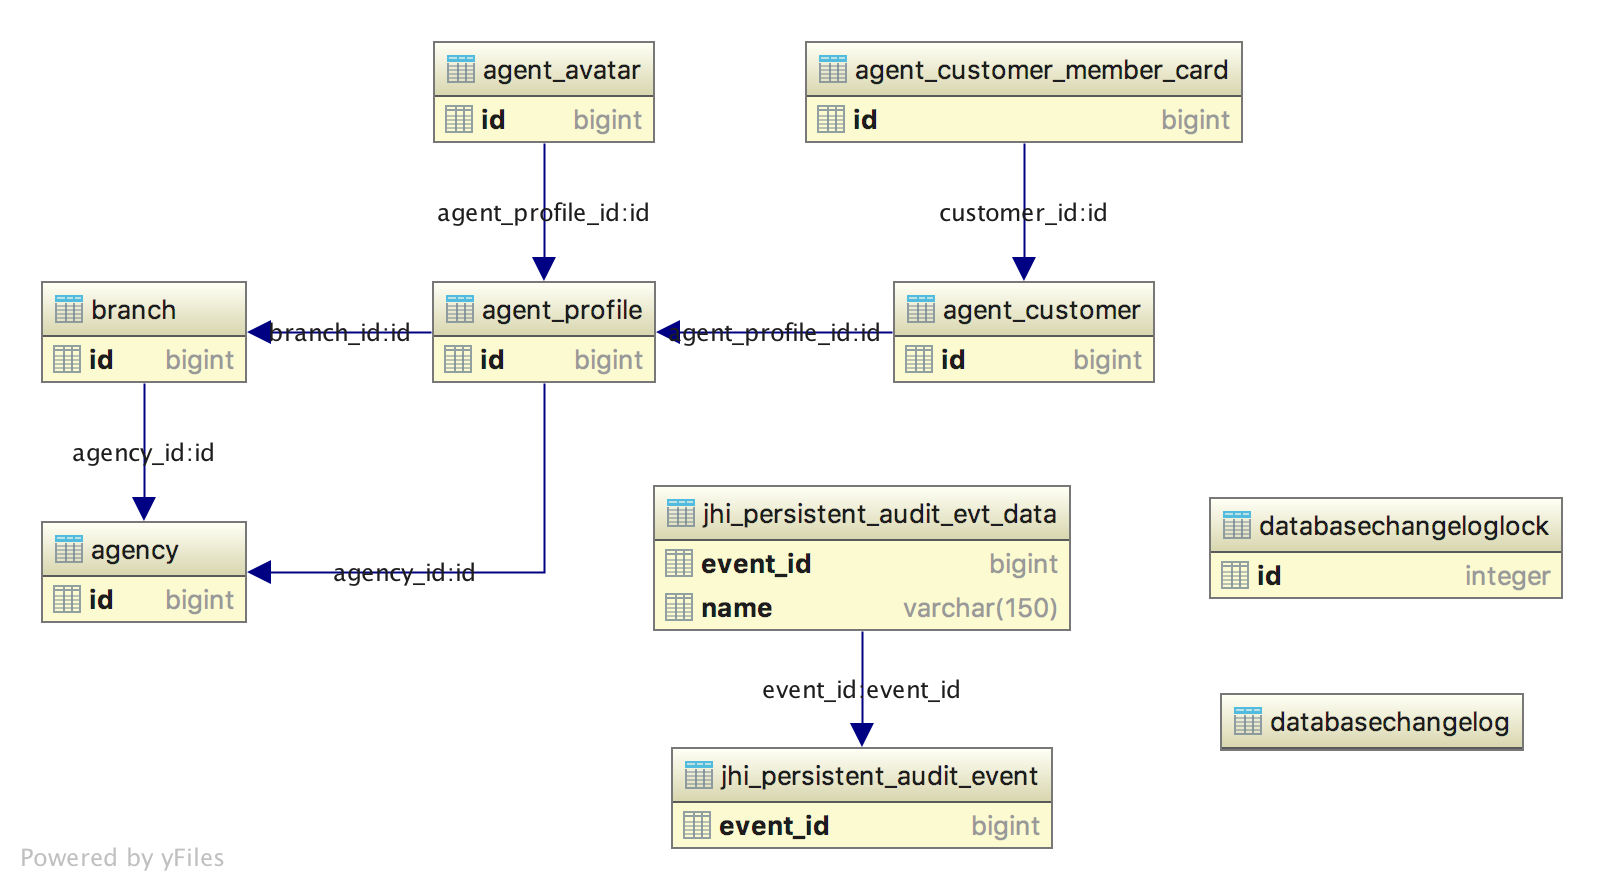 agent_avatar
id bigint
agent_customer_member_card
id bigint
agent_profile_id:id
customer_id:id
branch
id bigint
branch_id:id
agent_profile
id bigint
agent_profile_id:id
agent_customer
id bigint
agency_id:id
agency
id bigint
agency_id:id
jhi_persistent_audit_evt_data
event_id bigint
name varchar(150)
databasechangeloglock
id integer
event_id:event_id
databasechangelog
jhi_persistent_audit_event
event_id bigint
Powered by yFiles